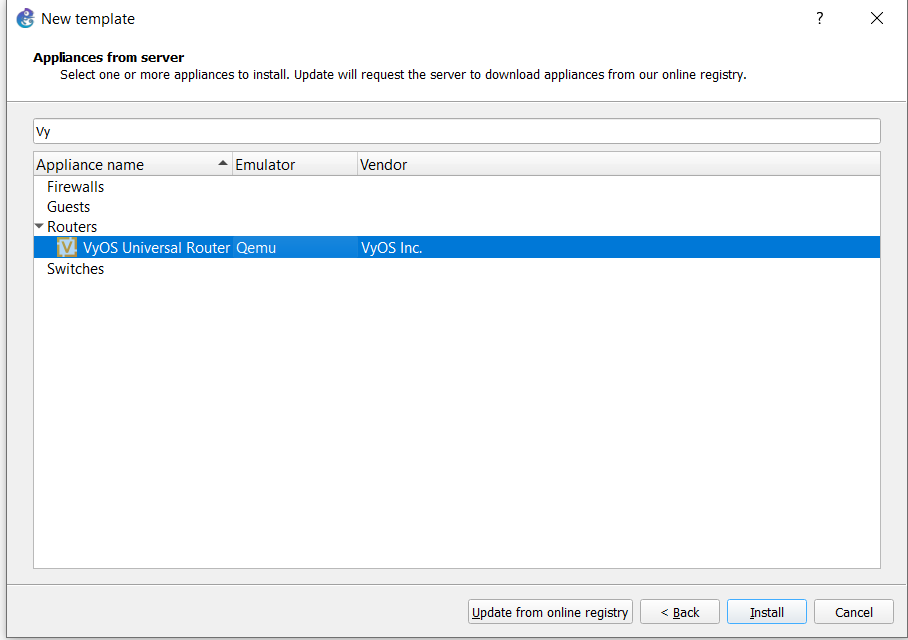 New template
?
Appliances from server
Select one or more appliances to install. Update will request the server to download appliances from our online registry.
Vy
Appliance name Emulator Vendor
Firewalls
Guests
Routers
V VyOS Universal Router Qemu VyOS Inc.
Switches
Update from online registry < Back Install Cancel